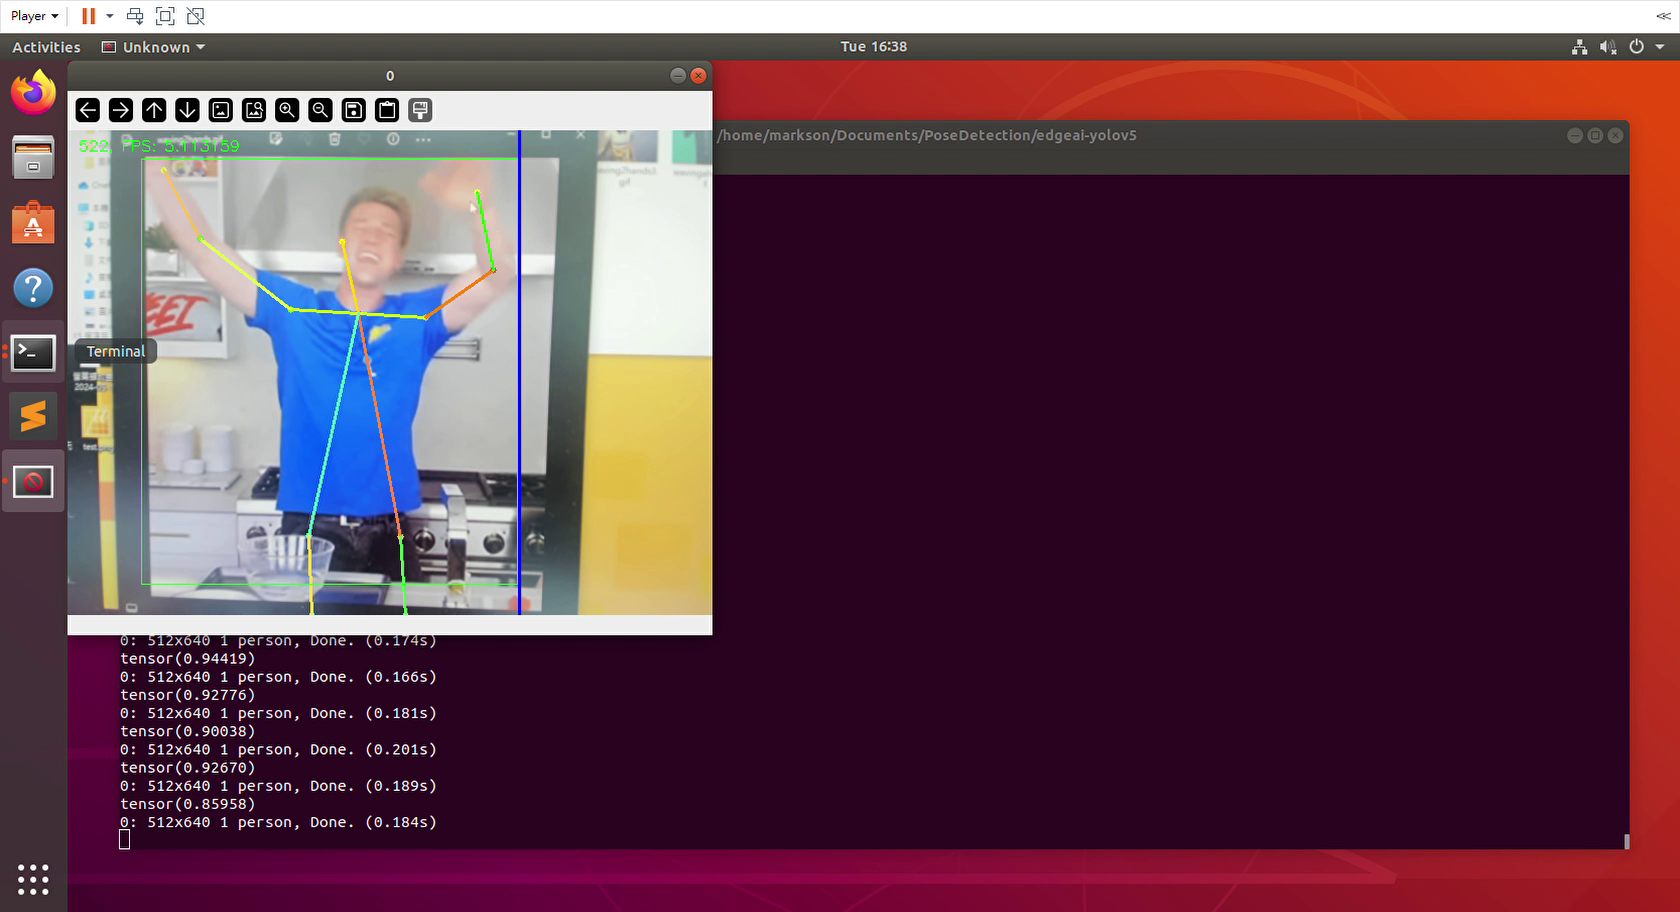 Player
Activities
Unknown
Tue 16:38
0
/home/markson/Documents/PoseDetection/edgeai-yolov5
522
FPS: 5.113159
Terminal
2024-05
0: 512x640 1 person, Done. (0.174s)
tensor(0.94419)
0: 512x640 1 person, Done. (0.166s)
tensor(0.92776)
0: 512x640 1 person, Done. (0.181s)
tensor(0.90038)
0: 512x640 1 person, Done. (0.201s)
tensor(0.92670)
0: 512x640 1 person, Done. (0.189s)
tensor(0.85958)
0: 512x640 1 person, Done. (0.184s)